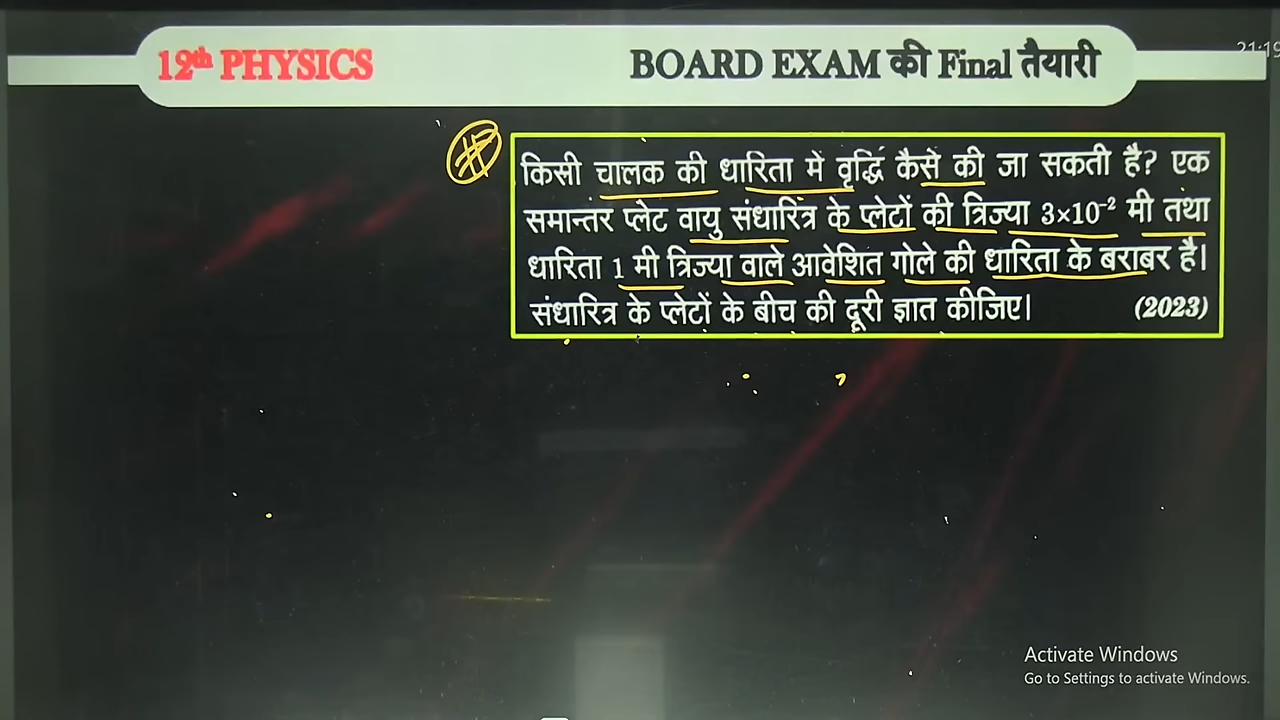 12th PHYSICS
BOARD EXAM की Final तैयारी
21:19
किसी चालक की धारिता में वृद्धि कैसे की जा सकती है? एक
समान्तर प्लेट वायु संधारित्र के प्लेटों की त्रिज्या 3×10⁻² मी तथा
धारिता 1 मी त्रिज्या वाले आवेशित गोले की धारिता के बराबर है।
संधारित्र के प्लेटों के बीच की दूरी ज्ञात कीजिए। (2023)
Activate Windows
Go to Settings to activate Windows.